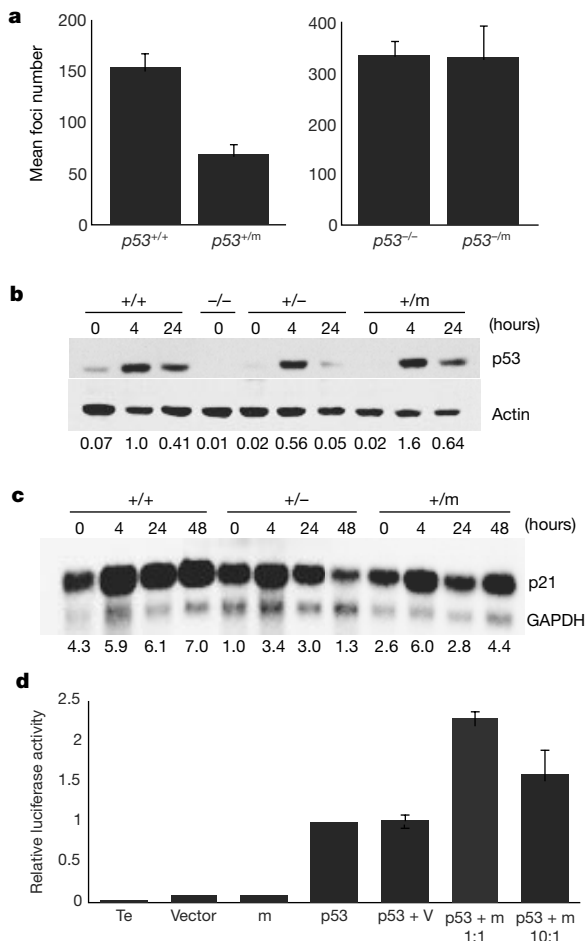 a
200
150
100
50
0
Mean foci number
p53+/+
p53+/m
400
300
200
100
0
p53–/–
p53–/m
b
+/+ –/– +/– +/m
0 4 24 0 0 4 24 0 4 24 (hours)
p53
Actin
0.07 1.0 0.41 0.01 0.02 0.56 0.05 0.02 1.6 0.64
c
+/+ +/– +/m
0 4 24 48 0 4 24 48 0 4 24 48 (hours)
p21
GAPDH
4.3 5.9 6.1 7.0 1.0 3.4 3.0 1.3 2.6 6.0 2.8 4.4
d
2.5
2
1.5
1
0.5
0
Relative luciferase activity
Te Vector m p53 p53 + V p53 + m p53 + m
1:1 10:1